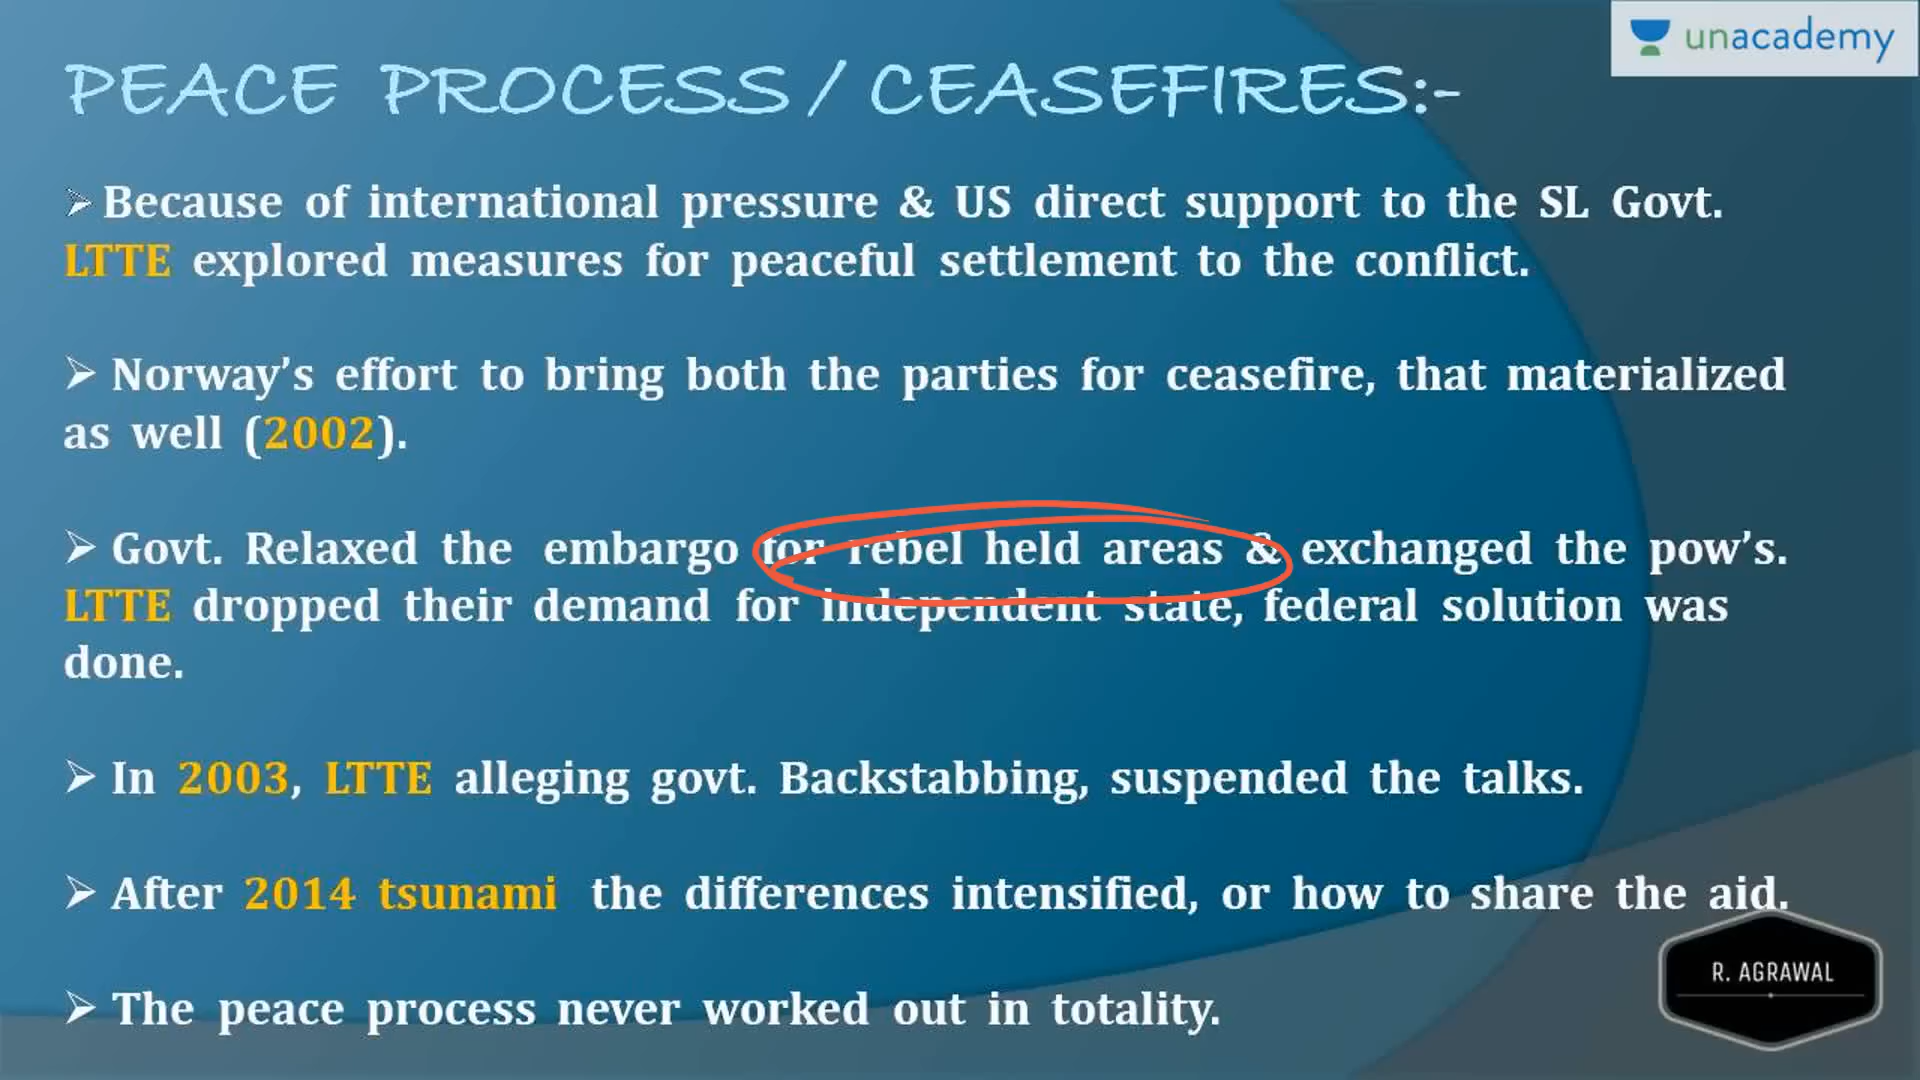 unacademy
PEACE PROCESS / CEASEFIRES:-
➢ Because of international pressure & US direct support to the SL Govt.
LTTE explored measures for peaceful settlement to the conflict.
➢ Norway’s effort to bring both the parties for ceasefire, that materialized
as well (2002).
➢ Govt. Relaxed the embargo for rebel held areas & exchanged the pow’s.
LTTE dropped their demand for independent state, federal solution was
done.
➢ In 2003, LTTE alleging govt. Backstabbing, suspended the talks.
➢ After 2014 tsunami the differences intensified, or how to share the aid.
➢ The peace process never worked out in totality.
R. AGRAWAL